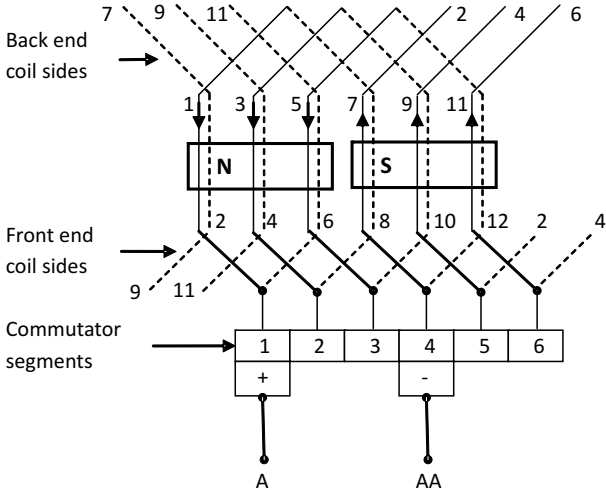 7 9 11 2 4 6
Back end
coil sides
1 3 5 7 9 11
N S
Front end
coil sides
2 4 6 8 10 12 2 4
9 11
Commutator
segments
1 2 3 4 5 6
+ -
A AA